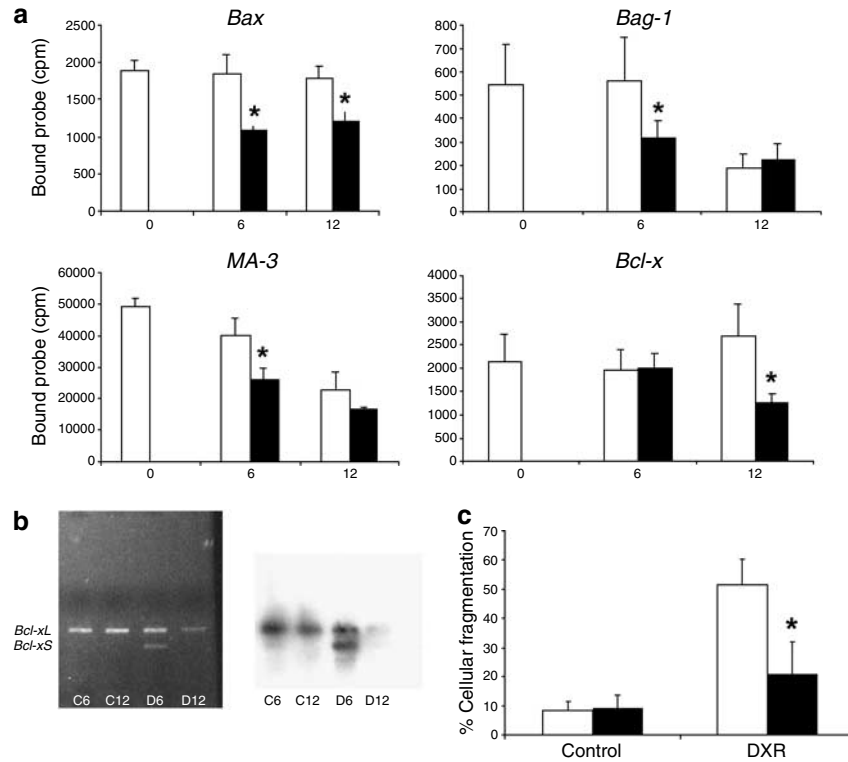 a
Bax
Bag-1
Bound probe (cpm)
2500
2000
1500
1000
500
0
0 6 12
*
*
800
700
600
500
400
300
200
100
0
0 6 12
*
MA-3
Bcl-x
Bound probe (cpm)
60000
50000
40000
30000
20000
10000
0
0 6 12
*
4000
3500
3000
2500
2000
1500
1000
500
0
0 6 12
*
b
Bcl-xL
Bcl-xS
C6 C12 D6 D12
C6 C12 D6 D12
c
% Cellular fragmentation
70
60
50
40
30
20
10
0
Control DXR
*